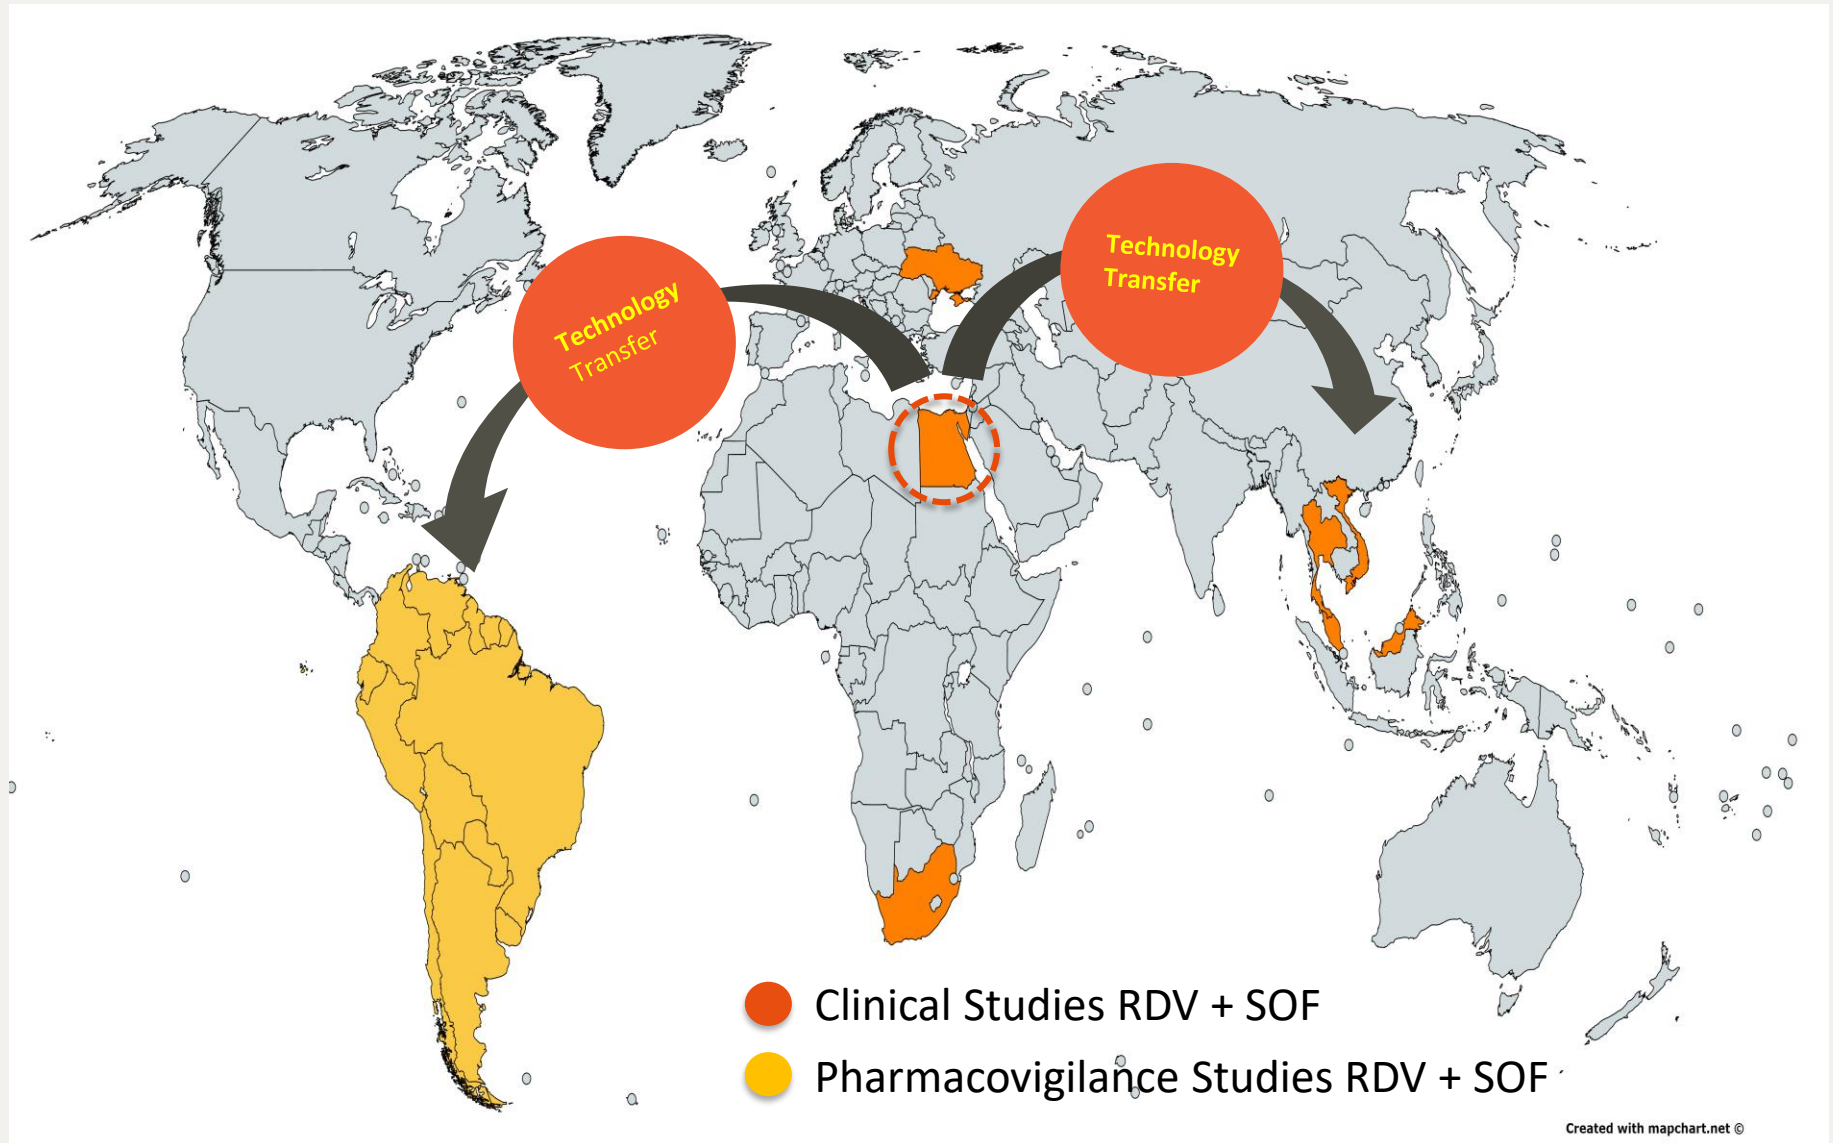 Technology
Transfer
Technology
Transfer
Clinical Studies RDV + SOF
Pharmacovigilance Studies RDV + SOF
Created with mapchart.net ©